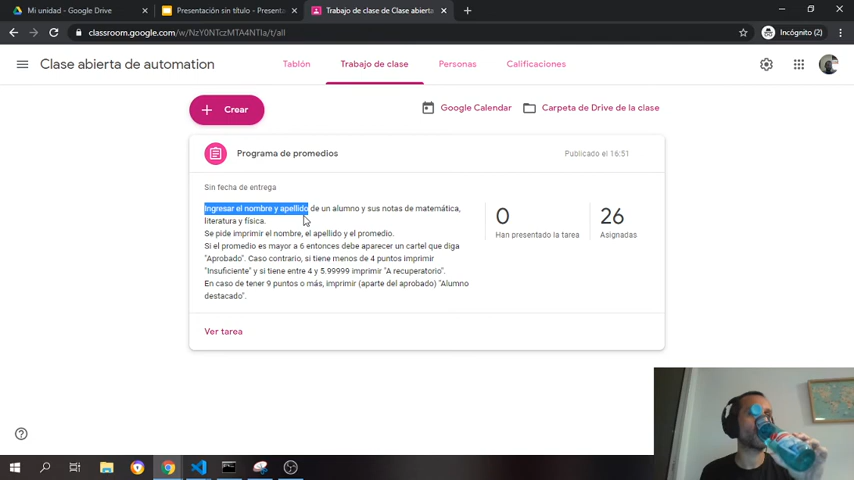 Mi unidad - Google Drive
Presentación sin título - Presenta
Trabajo de clase de Clase abierta
classroom.google.com/w/NzY0NTczMTA4NTIa/t/all
Incógnito (2)
Clase abierta de automation
Tablón
Trabajo de clase
Personas
Calificaciones
Crear
Google Calendar
Carpeta de Drive de la clase
Programa de promedios
Publicado el 16:51
Sin fecha de entrega
Ingresar el nombre y apellido de un alumno y sus notas de matemática,
literatura y física.
Se pide imprimir el nombre, el apellido y el promedio.
Si el promedio es mayor a 6 entonces debe aparecer un cartel que diga
"Aprobado". Caso contrario, si tiene menos de 4 puntos imprimir
"Insuficiente" y si tiene entre 4 y 5.99999 imprimir "A recuperatorio".
En caso de tener 9 puntos o más, imprimir (aparte del aprobado) "Alumno
destacado".
0
Han presentado la tarea
26
Asignadas
Ver tarea